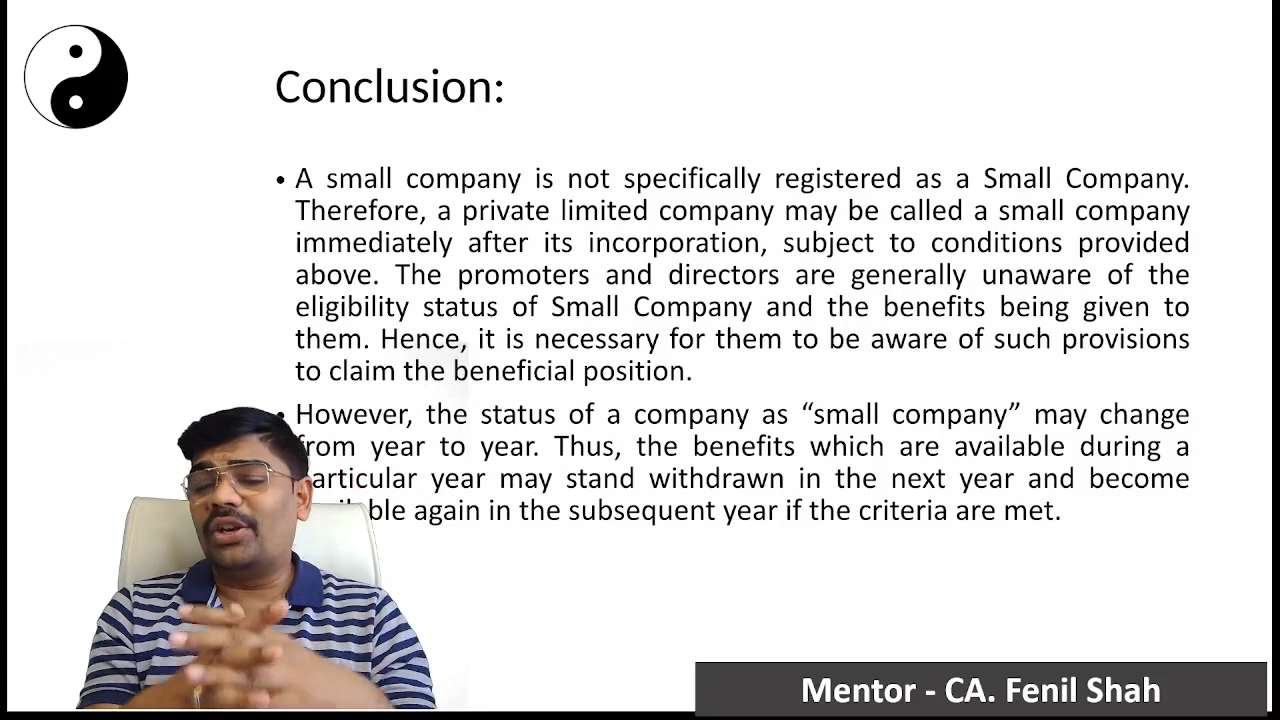 Conclusion:
• A small company is not specifically registered as a Small Company.
Therefore, a private limited company may be called a small company
immediately after its incorporation, subject to conditions provided
above. The promoters and directors are generally unaware of the
eligibility status of Small Company and the benefits being given to
them. Hence, it is necessary for them to be aware of such provisions
to claim the beneficial position.
• However, the status of a company as “small company” may change
from year to year. Thus, the benefits which are available during a
articular year may stand withdrawn in the next year and become
ble again in the subsequent year if the criteria are met.
Mentor - CA. Fenil Shah